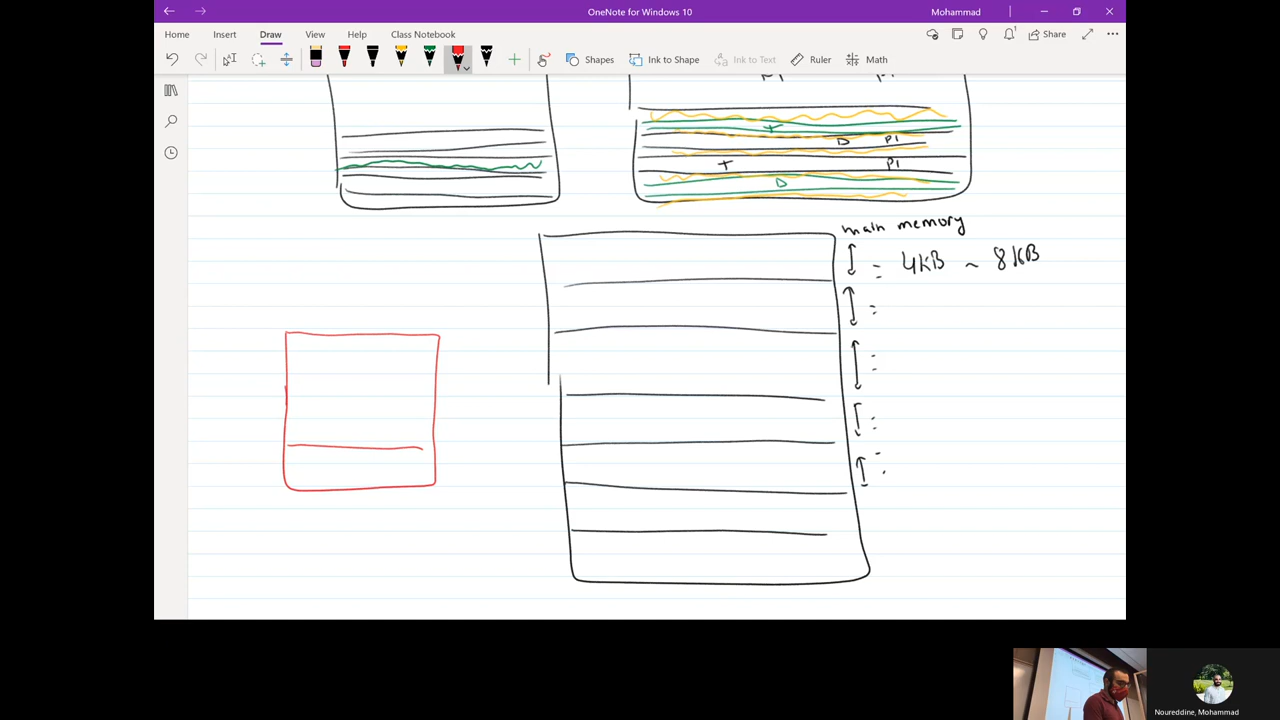 OneNote for Windows 10
Mohammad
Home Insert Draw View Help Class Notebook
Share
Shapes Ink to Shape Ink to Text Ruler Math
+
D P1
+ P1
D
main memory
= 4KB ~ 8KB
=
=
=
=
Noureddine, Mohammad